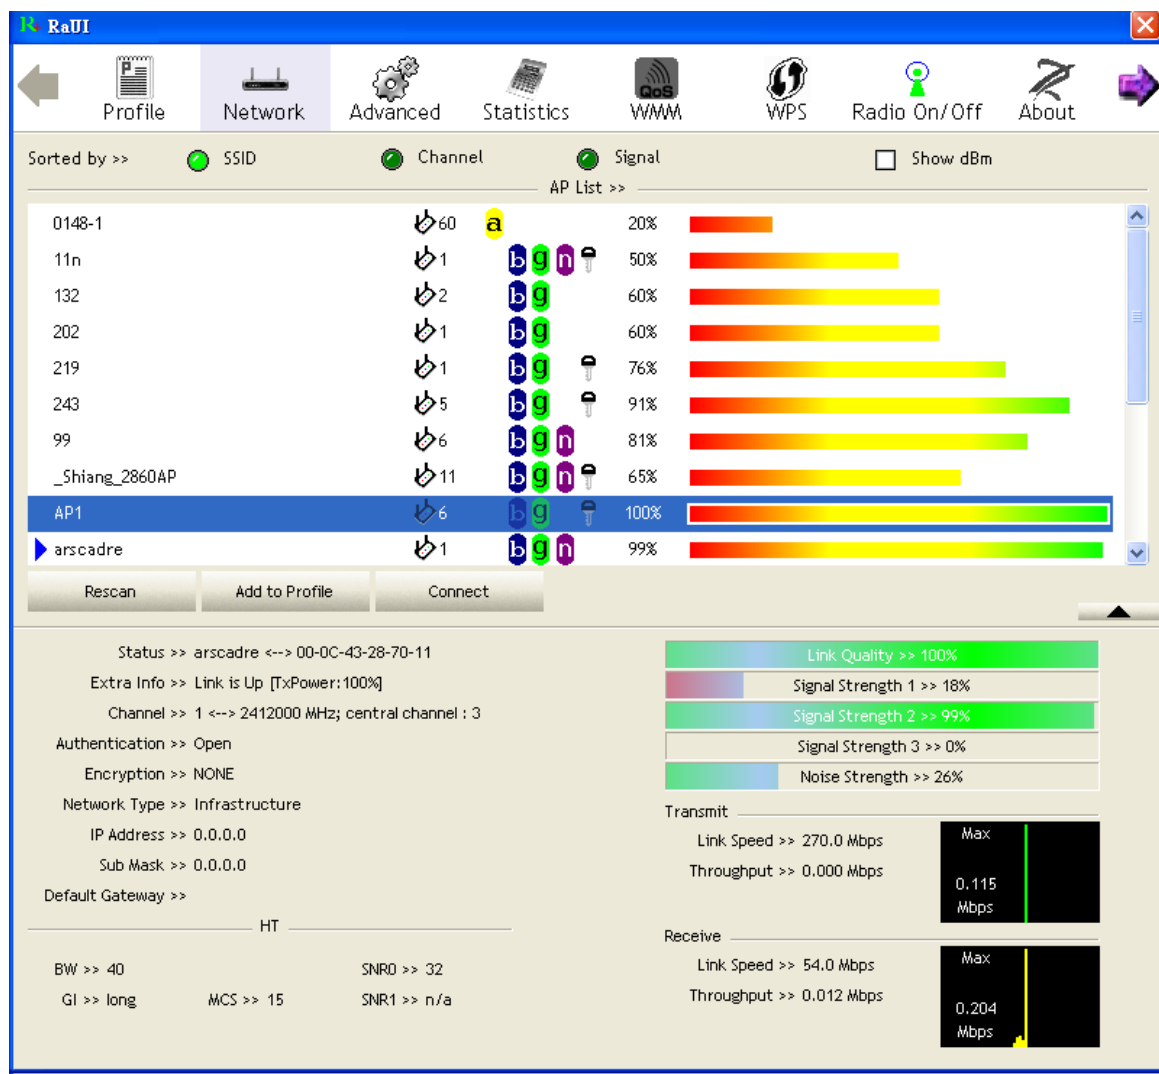 RaUI
Profile Network Advanced Statistics QoS WMM WPS Radio On/Off About
Sorted by >> SSID Channel Signal Show dBm
AP List >>
0148-1 60 a 20%
11n 1 b g n 50%
132 2 b g 60%
202 1 b g 60%
219 1 b g 76%
243 5 b g 91%
99 6 b g n 81%
_Shiang_2860AP 11 b g n 65%
AP1 6 b g 100%
arscadre 1 b g n 99%
Rescan Add to Profile Connect
Status >> arscadre <--> 00-0C-43-28-70-11
Extra Info >> Link is Up [TxPower:100%]
Channel >> 1 <--> 2412000 MHz; central channel : 3
Authentication >> Open
Encryption >> NONE
Network Type >> Infrastructure
IP Address >> 0.0.0.0
Sub Mask >> 0.0.0.0
Default Gateway >>
HT
BW >> 40 SNR0 >> 32
GI >> long MCS >> 15 SNR1 >> n/a
Link Quality >> 100%
Signal Strength 1 >> 18%
Signal Strength 2 >> 99%
Signal Strength 3 >> 0%
Noise Strength >> 26%
Transmit
Link Speed >> 270.0 Mbps
Throughput >> 0.000 Mbps
Max
0.115
Mbps
Receive
Link Speed >> 54.0 Mbps
Throughput >> 0.012 Mbps
Max
0.204
Mbps